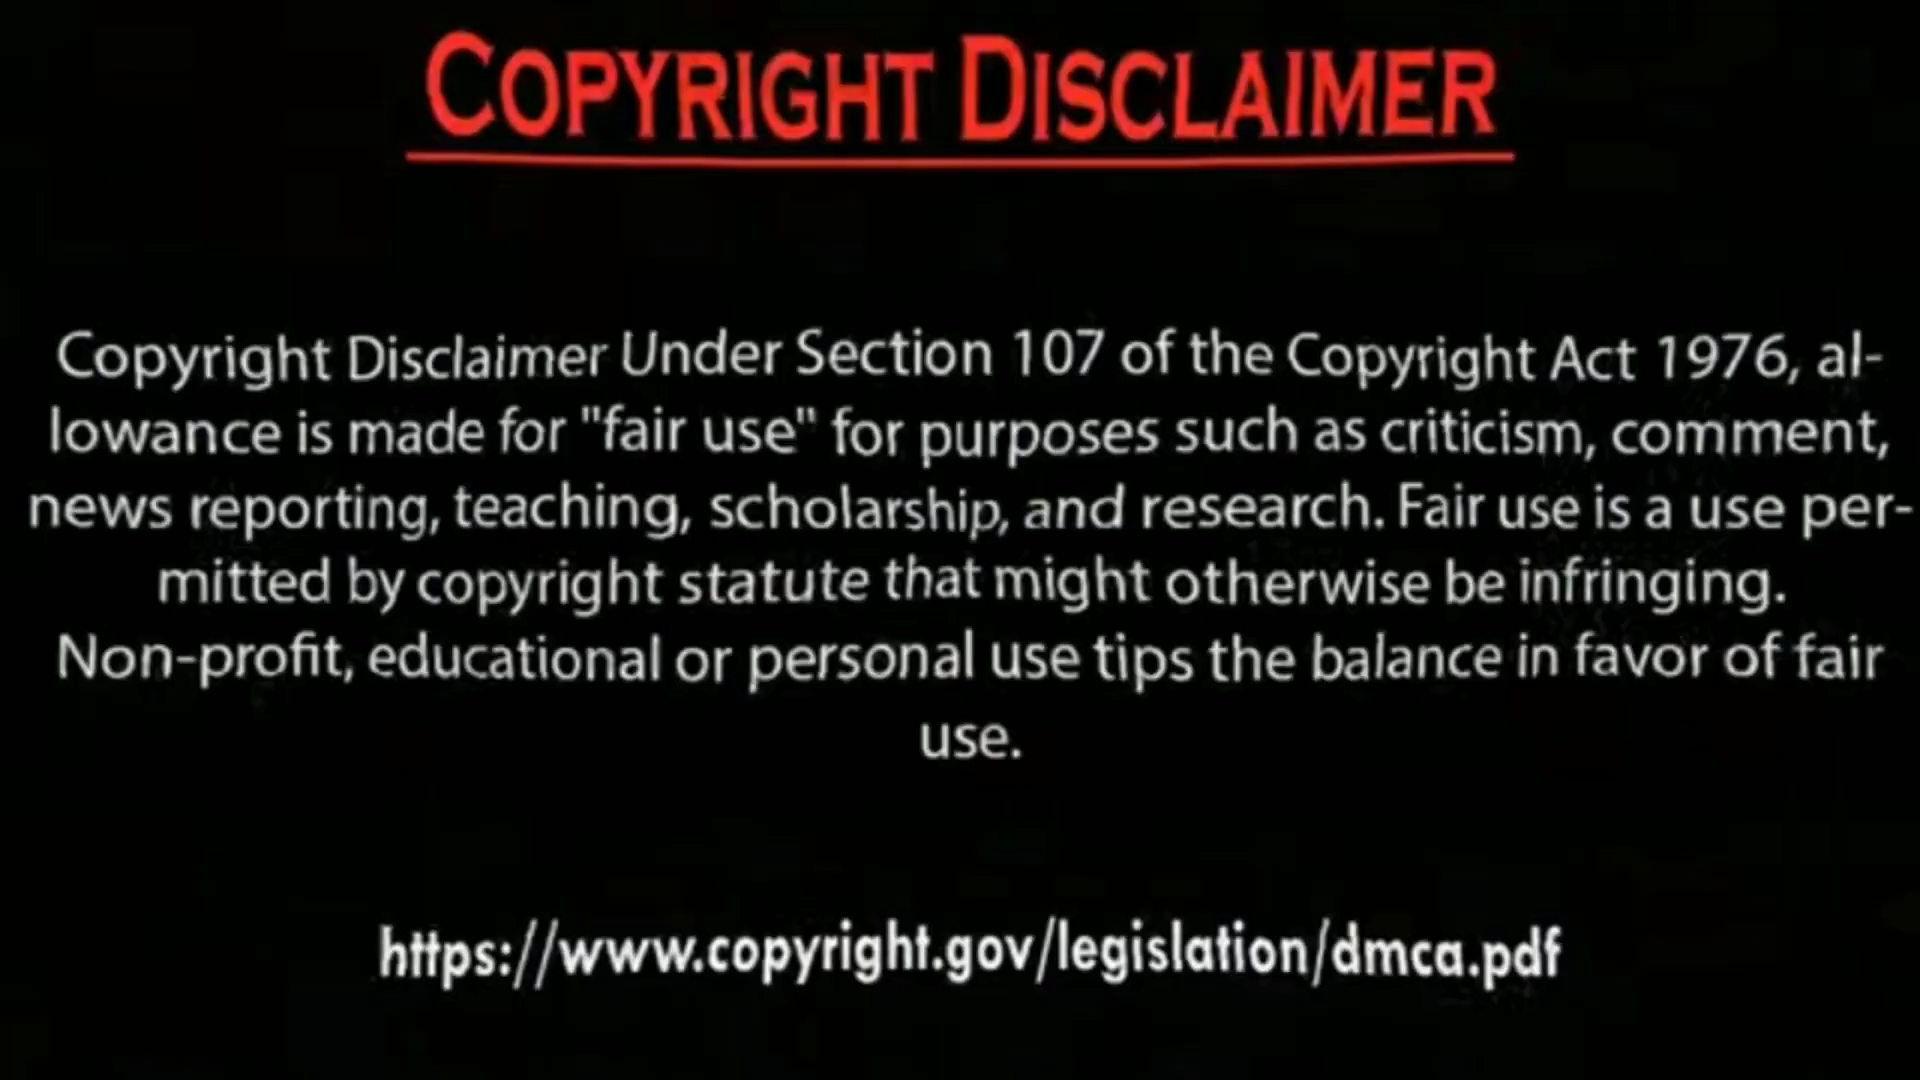 COPYRIGHT DISCLAIMER
Copyright Disclaimer Under Section 107 of the Copyright Act 1976, al-
lowance is made for "fair use" for purposes such as criticism, comment,
news reporting, teaching, scholarship, and research. Fair use is a use per-
mitted by copyright statute that might otherwise be infringing.
Non-profit, educational or personal use tips the balance in favor of fair
use.
https://www.copyright.gov/legislation/dmca.pdf